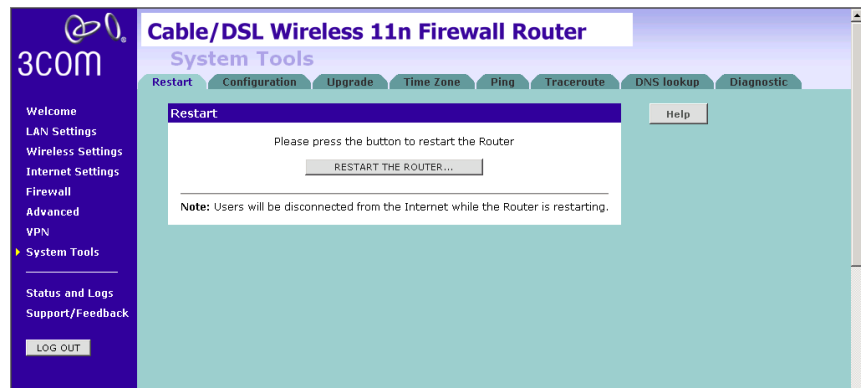 3COM
Cable/DSL Wireless 11n Firewall Router
System Tools
Restart Configuration Upgrade Time Zone Ping Traceroute DNS lookup Diagnostic
Welcome
LAN Settings
Wireless Settings
Internet Settings
Firewall
Advanced
VPN
System Tools
Status and Logs
Support/Feedback
LOG OUT
Restart
Please press the button to restart the Router
RESTART THE ROUTER...
Note: Users will be disconnected from the Internet while the Router is restarting.
Help